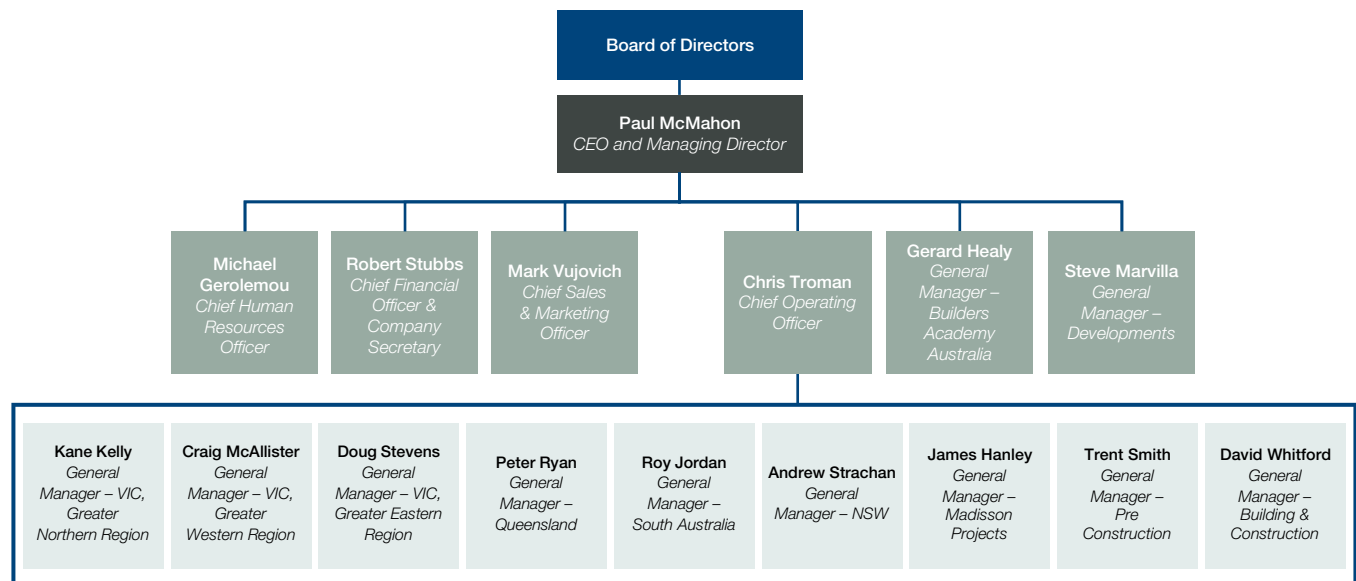 Board of Directors
Paul McMahon
CEO and Managing Director
Michael
Gerolemou
Chief Human
Resources
Officer
Robert Stubbs
Chief Financial
Officer &
Company
Secretary
Mark Vujovich
Chief Sales
& Marketing
Officer
Chris Troman
Chief Operating
Officer
Gerard Healy
General
Manager –
Builders
Academy
Australia
Steve Marvilla
General
Manager –
Developments
Kane Kelly
General
Manager – VIC,
Greater
Northern Region
Craig McAllister
General
Manager – VIC,
Greater
Western Region
Doug Stevens
General
Manager – VIC,
Greater Eastern
Region
Peter Ryan
General
Manager –
Queensland
Roy Jordan
General
Manager –
South Australia
Andrew Strachan
General
Manager – NSW
James Hanley
General
Manager –
Madisson
Projects
Trent Smith
General
Manager –
Pre
Construction
David Whitford
General
Manager –
Building &
Construction